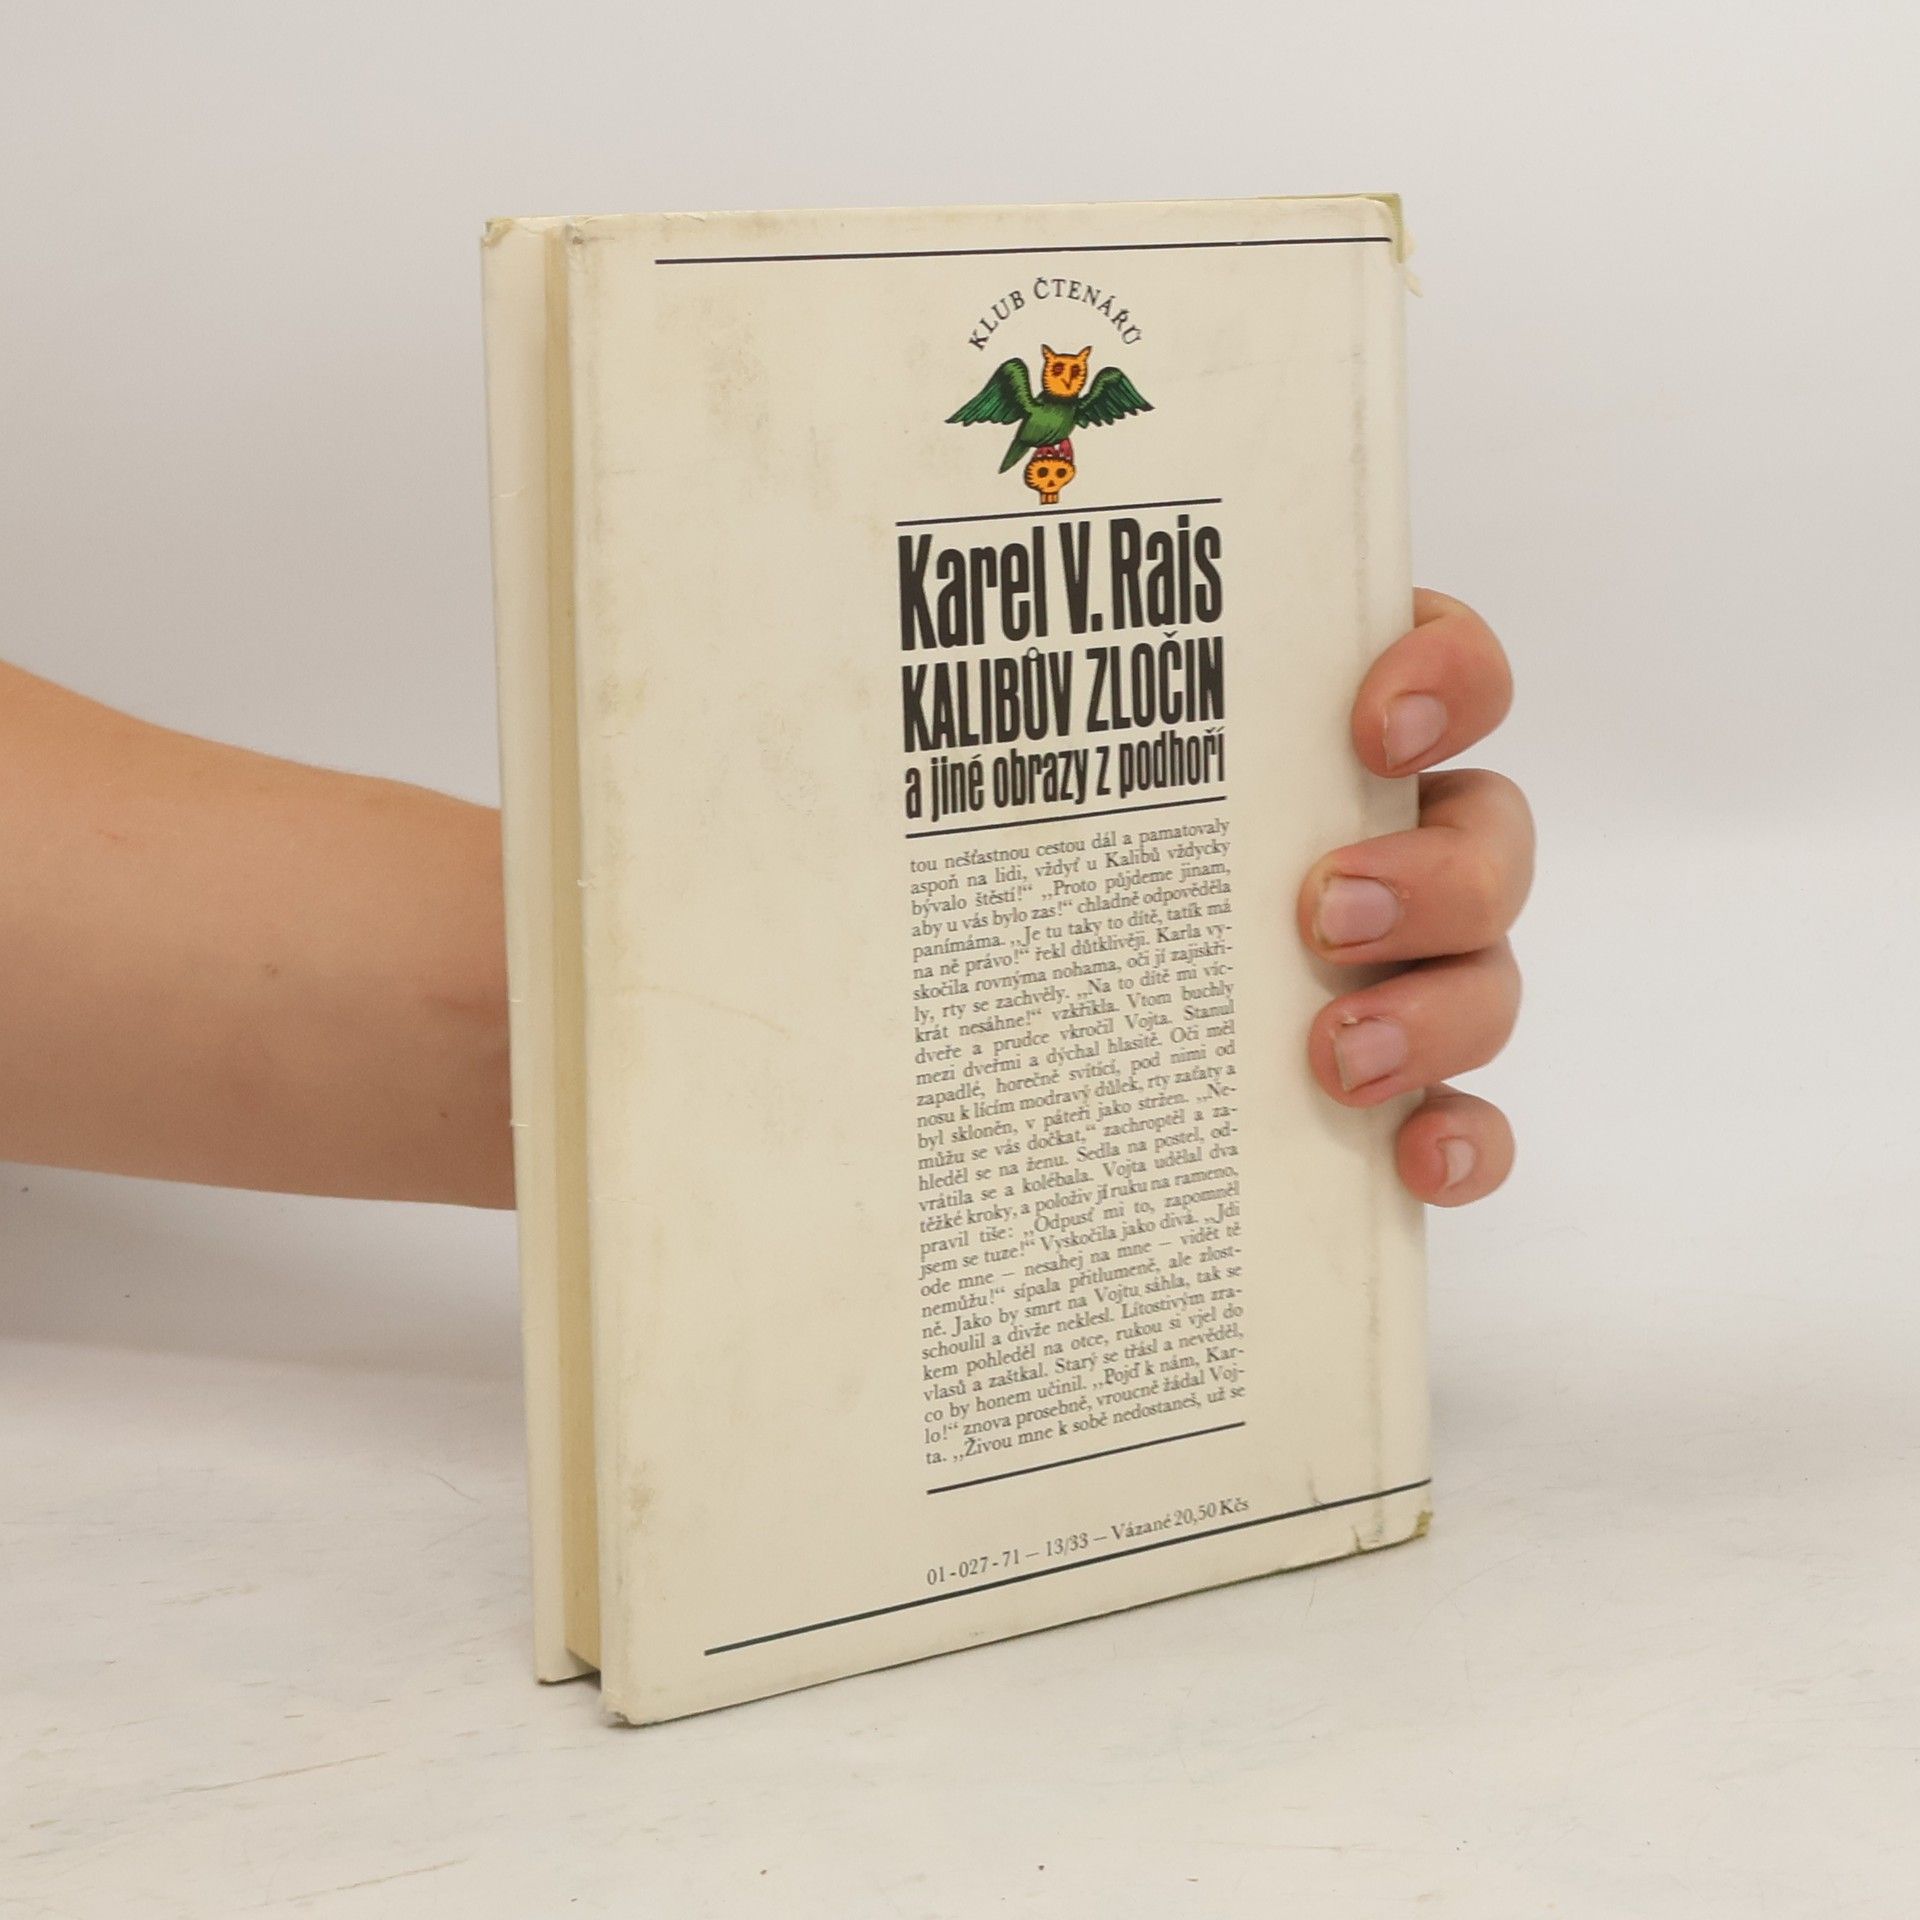 KLUB ČTENÁŘŮ
Karel V. Rais
KALIBŮV ZLOČIN
a jiné obrazy z podhoří
tou nešťastnou cestou dál a pamatovaly
aspoň na lidi, vždyť u Kalibů vždycky
bývalo štěstí!“ „Proto půjdeme jinam,
aby u vás bylo zas!“ chladně odpověděla
panímáma. „Je tu taky to dítě, tatík má
na ně právo!“ řekl důtklivěji. Karla vy-
skočila rovnýma nohama, oči jí zajiskři-
ly, rty se zachvěly. „Na to dítě mi víc-
krát nesáhne!“ vzkřikla. Vtom buchly
dveře a prudce vkročil Vojta. Stanul
mezi dveřmi a dýchal hlasitě. Oči měl
zapadlé, horečně svítící, pod nimi od
nosu k lícím modravý důlek, rty zaťaty a
byl skloněn, v páteři jako stržen. „Ne-
můžu se vás dočkat,“ zachroptěl a za-
hleděl se na ženu. Sedla na postel, od-
vrátila se a kolébala. Vojta udělal dva
těžké kroky, a položiv jí ruku na rameno,
pravil tiše: „Odpusť mi to, zapomněl
jsem se tuze!“ Vyskočila jako divá. „Jdi
ode mne – nesahej na mne – vidět tě
nemůžu!“ sípala přitlumeně, ale zlost-
ně. Jako by smrt na Vojtu sáhla, tak se
schoulil a divže neklesl. Lítostivým zra-
kem pohleděl na otce, rukou si vjel do
vlasů a zaštkal. Starý se třásl a nevěděl,
co by honem učinil. „Pojď k nám, Kar-
lo!“ znova prosebně, vroucně žádal Voj-
ta. „Živou mne k sobě nedostaneš, už se
01-027-71 – 13/33 – Vázané 20,50 Kčs